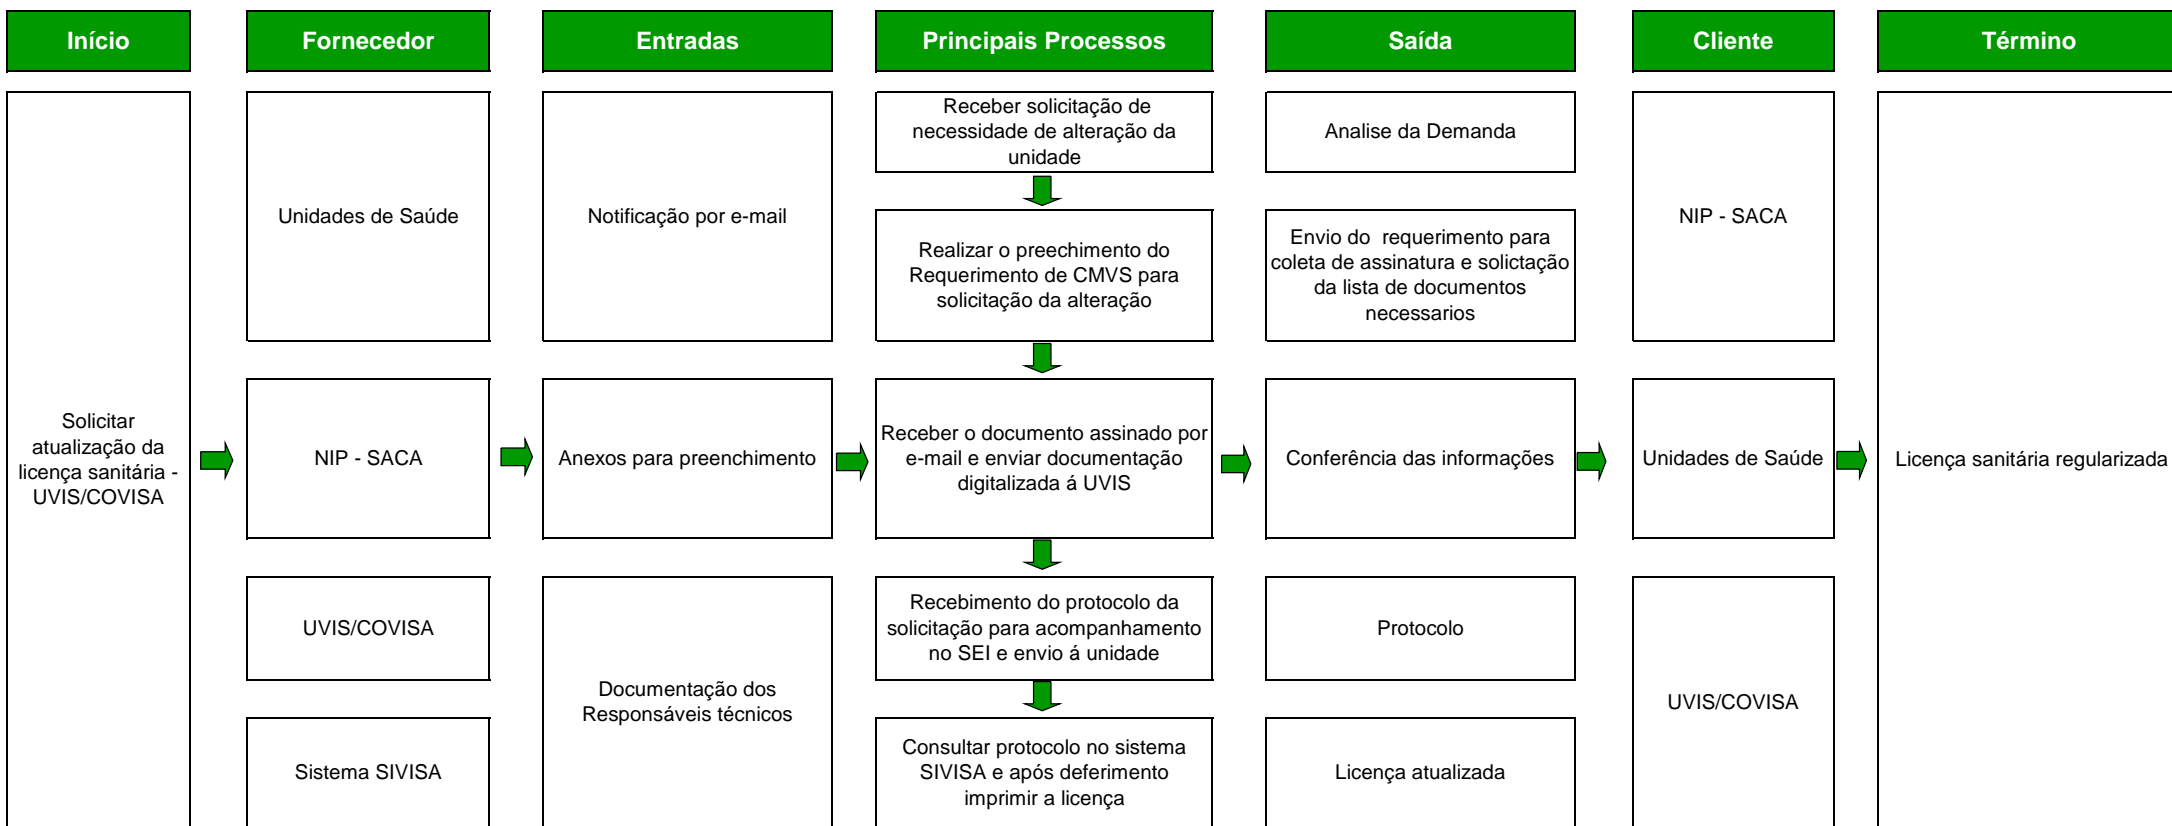 Início
Fornecedor
Entradas
Principais Processos
Saída
Cliente
Término
Solicitar
atualização da
licença sanitária -
UVIS/COVISA
Unidades de Saúde
NIP - SACA
UVIS/COVISA
Sistema SIVISA
Notificação por e-mail
Anexos para preenchimento
Documentação dos
Responsáveis técnicos
Receber solicitação de
necessidade de alteração da
unidade
Realizar o preechimento do
Requerimento de CMVS para
solicitação da alteração
Receber o documento assinado por
e-mail e enviar documentação
digitalizada á UVIS
Recebimento do protocolo da
solicitação para acompanhamento
no SEI e envio á unidade
Consultar protocolo no sistema
SIVISA e após deferimento
imprimir a licença
Analise da Demanda
Envio do  requerimento para
coleta de assinatura e solictação
da lista de documentos
necessarios
Conferência das informações
Protocolo
Licença atualizada
NIP - SACA
Unidades de Saúde
UVIS/COVISA
Licença sanitária regularizada